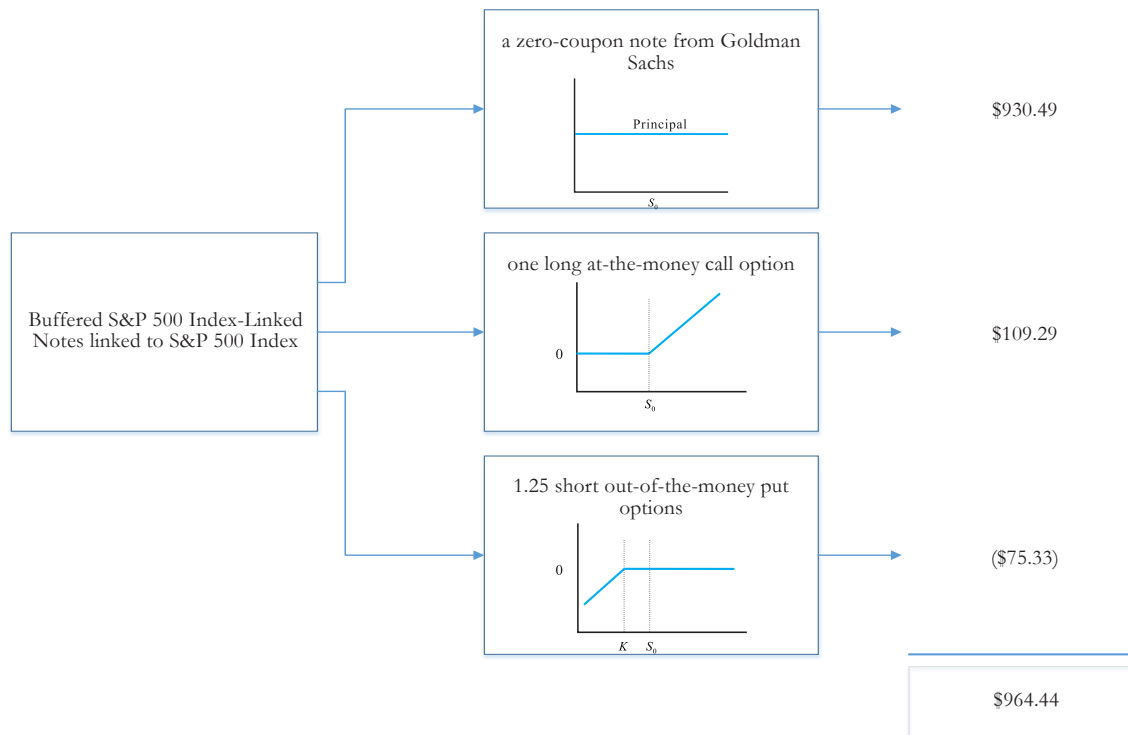 a zero-coupon note from Goldman
Sachs
Principal
S₀
$930.49
Buffered S&P 500 Index-Linked
Notes linked to S&P 500 Index
one long at-the-money call option
0
S₀
$109.29
1.25 short out-of-the-money put
options
0
K S₀
($75.33)
$964.44